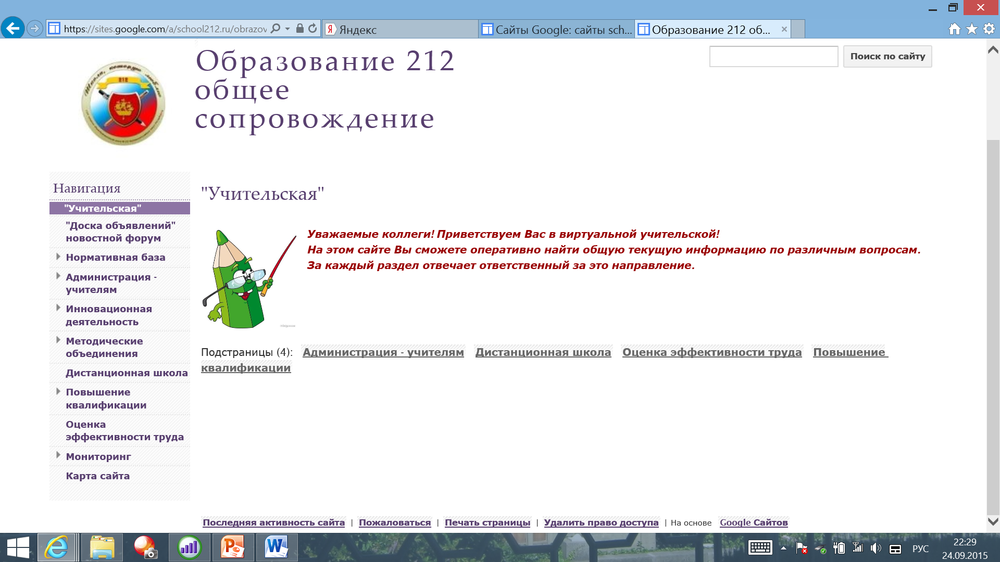 https://sites.google.com/a/school212.ru/obrazov
Яндекс
Сайты Google: сайты sch...
Образование 212 об...
Образование 212
общее
сопровождение
Поиск по сайту
212
Навигация
"Учительская"
"Доска объявлений"
новостной форум
Нормативная база
Администрация -
учителям
Инновационная
деятельность
Методические
объединения
Дистанционная школа
Повышение
квалификации
Оценка
эффективности труда
Мониторинг
Карта сайта
"Учительская"
Уважаемые коллеги! Приветствуем Вас в виртуальной учительской!
На этом сайте Вы сможете оперативно найти общую текущую информацию по различным вопросам.
За каждый раздел отвечает ответственный за это направление.
Подстраницы (4): Администрация - учителям Дистанционная школа Оценка эффективности труда Повышение
квалификации
Последняя активность сайта | Пожаловаться | Печать страницы | Удалить право доступа | На основе Google Сайтов
РУС
22:29
24.09.2015